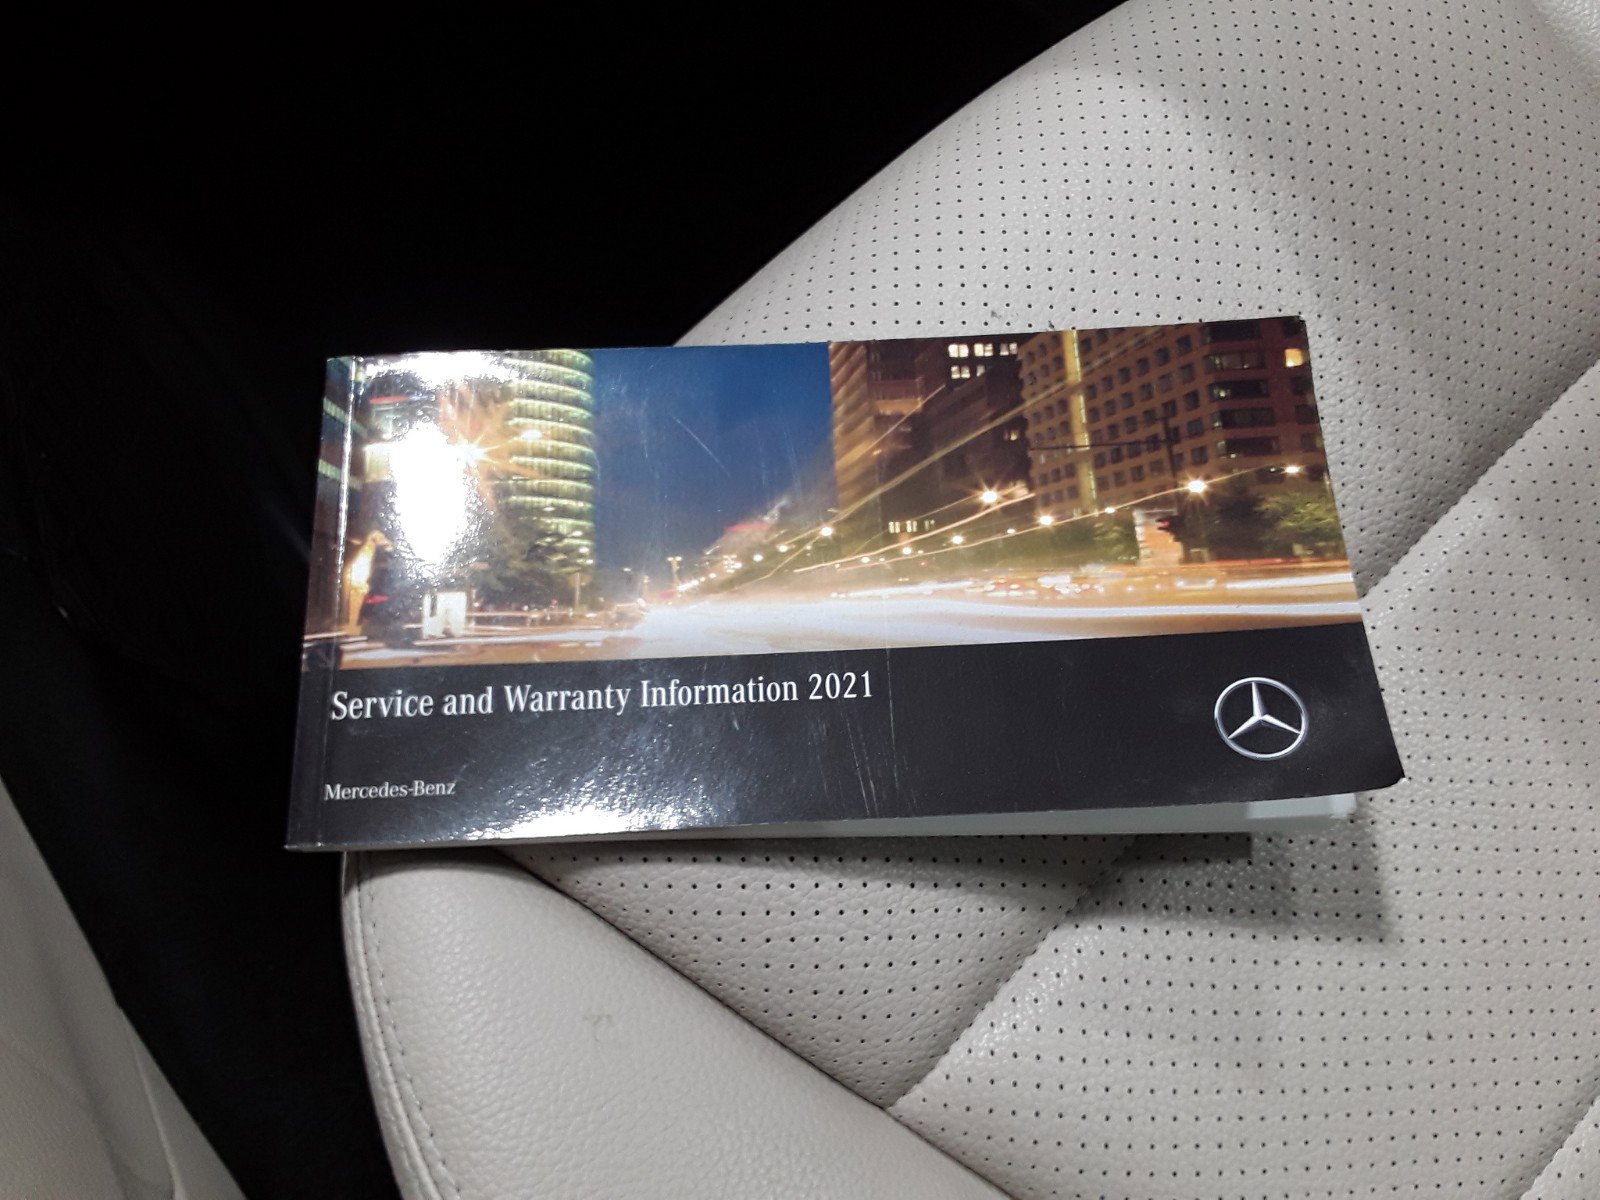 Service and Warranty Information 2021
Mercedes-Benz